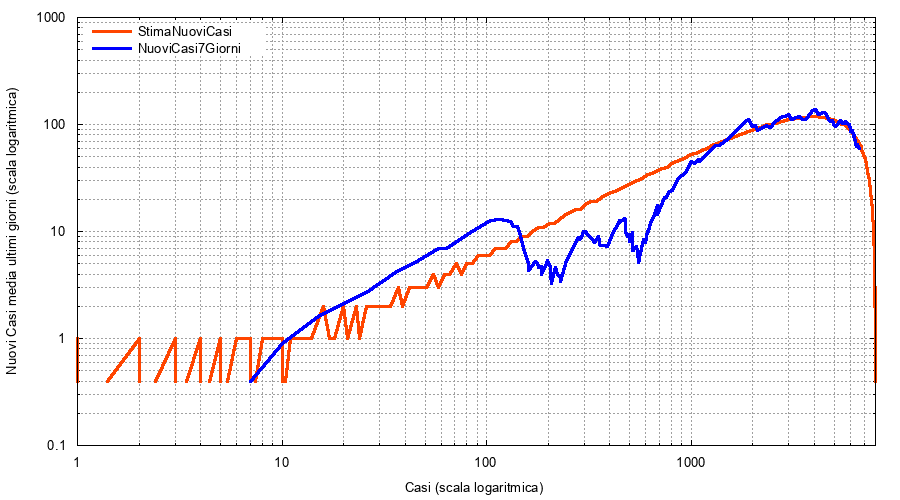 1000
StimaNuoviCasi
NuoviCasi7Giorni
100
10
1
0.1
Nuovi Casi media ultimi giorni (scala logaritmica)
1 10 100 1000
Casi (scala logaritmica)